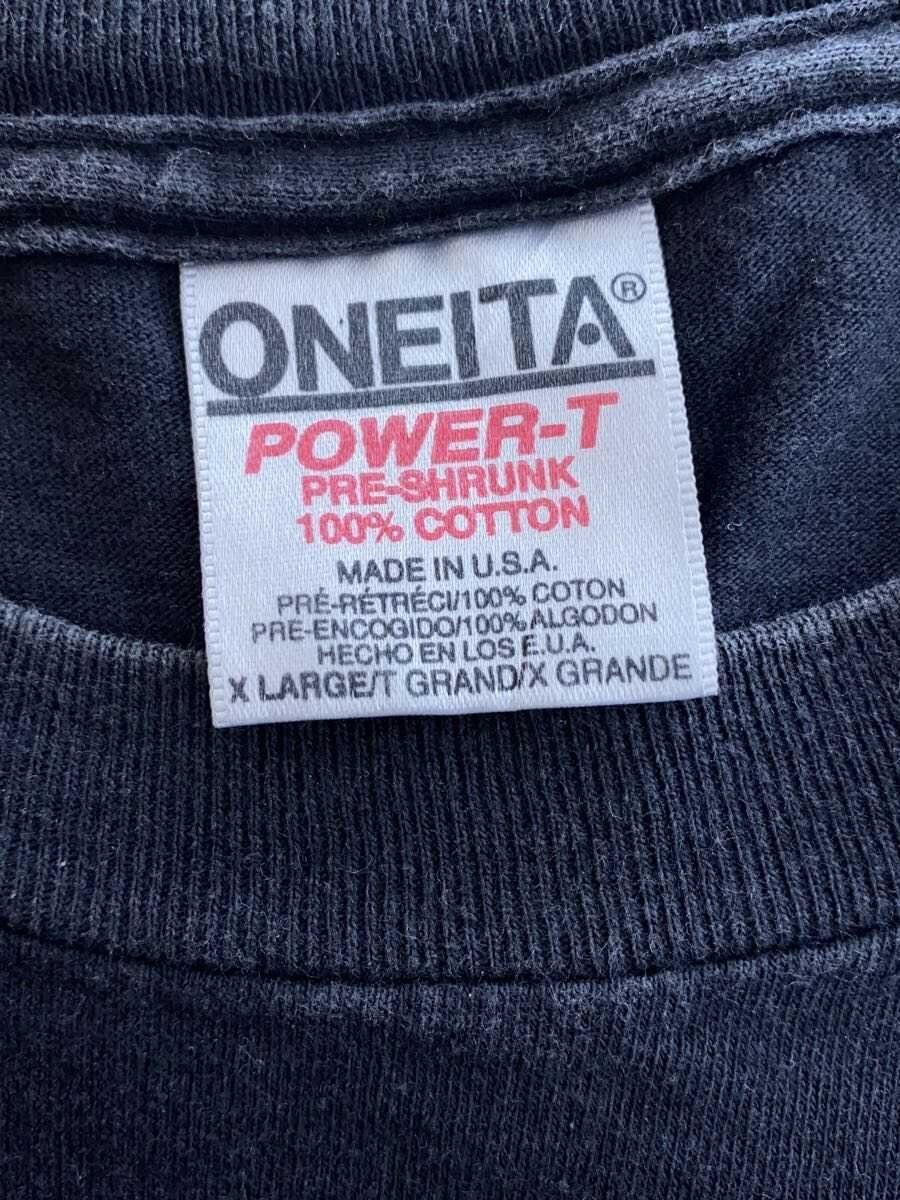 ONEITA®
POWER-T
PRE-SHRUNK
100% COTTON
MADE IN U.S.A.
PRÉ-RÉTRÉCI/100% COTON
PRE-ENCOGIDO/100% ALGODON
HECHO EN LOS E.U.A.
X LARGE/T GRAND/X GRANDE